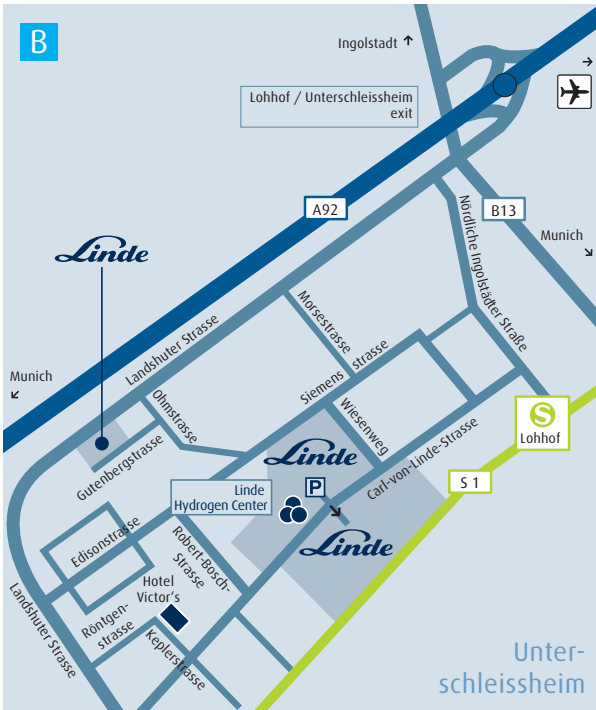 B
Ingolstadt ↑
→
Lohhof / Unterschleissheim
exit
A92
B13
Nördliche Ingolstädter Straße
Munich
↘
Linde
Landshuter Strasse
Morsestrasse
Siemens strasse
Munich
↙
Ohmstrasse
Wiesenweg
S
Lohhof
Gutenbergstrasse
Linde
Carl-von-Linde-Strasse
S 1
P
Linde
Hydrogen Center
Linde
Edisonstrasse
Robert-Bosch-
Strasse
Hotel
Victor's
Landshuter Strasse
Röntgen-
strasse
Keplerstrasse
Unter-
schleissheim